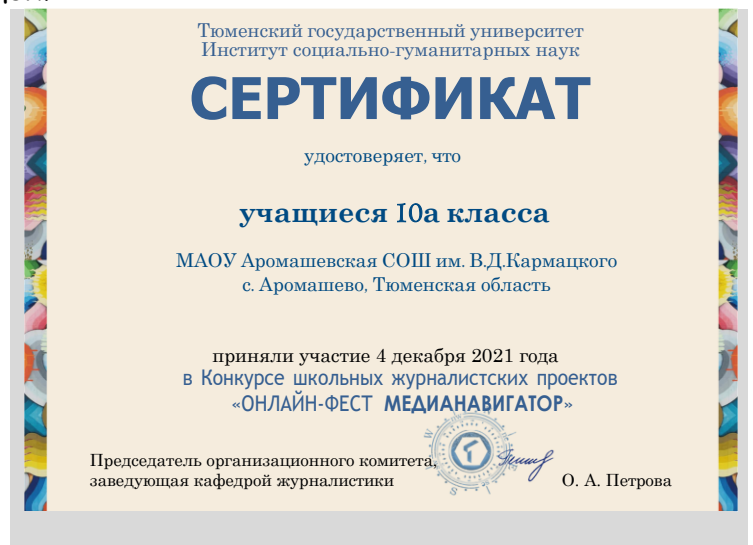 Тюменский государственный университет
Институт социально-гуманитарных наук
СЕРТИФИКАТ
удостоверяет, что
учащиеся 10а класса
МАОУ Аромашевская СОШ им. В.Д.Кармацкого
с. Аромашево, Тюменская область
приняли участие 4 декабря 2021 года
в Конкурсе школьных журналистских проектов
«ОНЛАЙН-ФЕСТ МЕДИАНАВИГАТОР»
Председатель организационного комитета,
заведующая кафедрой журналистики
О. А. Петрова